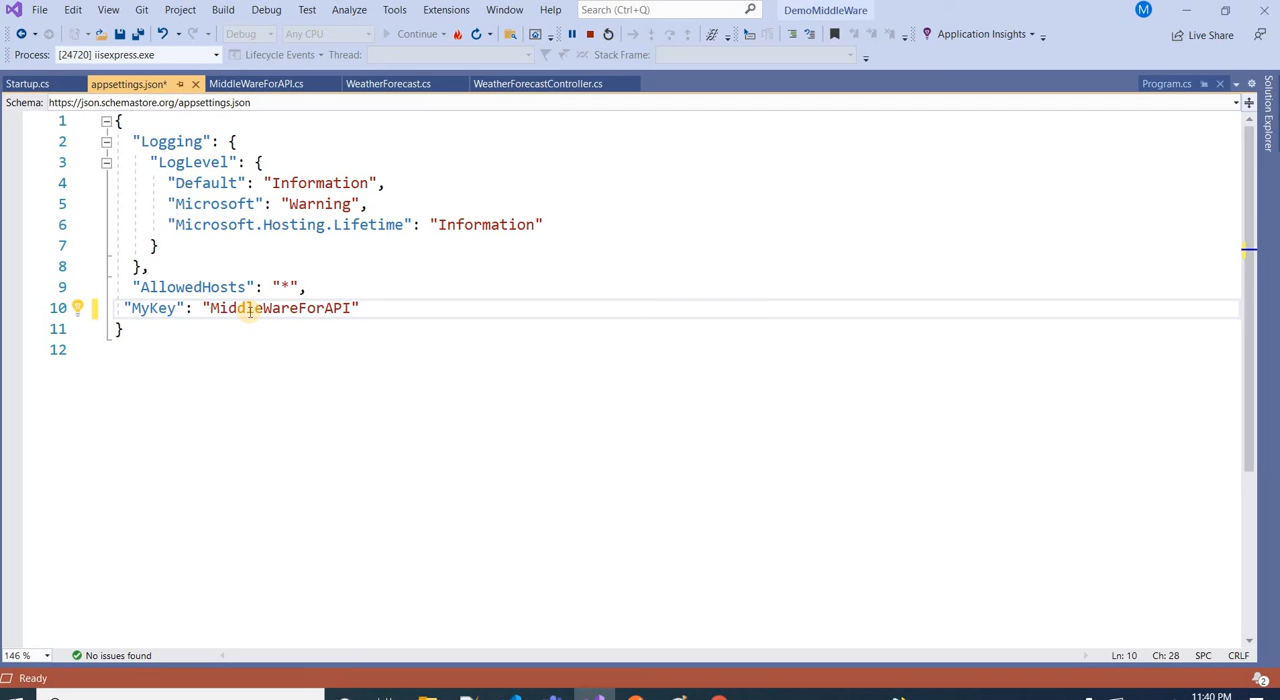 File Edit View Git Project Build Debug Test Analyze Tools Extensions Window Help Search (Ctrl+Q) DemoMiddleWare M
Debug Any CPU Continue Application Insights Live Share
Process: [24720] iisexpress.exe Lifecycle Events Thread: Stack Frame:
Startup.cs appsettings.json* MiddleWareForAPI.cs WeatherForecast.cs WeatherForecastController.cs Program.cs
Schema: https://json.schemastore.org/appsettings.json
Solution Explorer
1 {
2 "Logging": {
3 "LogLevel": {
4 "Default": "Information",
5 "Microsoft": "Warning",
6 "Microsoft.Hosting.Lifetime": "Information"
7 }
8 },
9 "AllowedHosts": "*",
10 "MyKey": "MiddleWareForAPI"
11 }
12
146 % No issues found Ln: 10 Ch: 28 SPC CRLF
Ready 2
11:40 PM